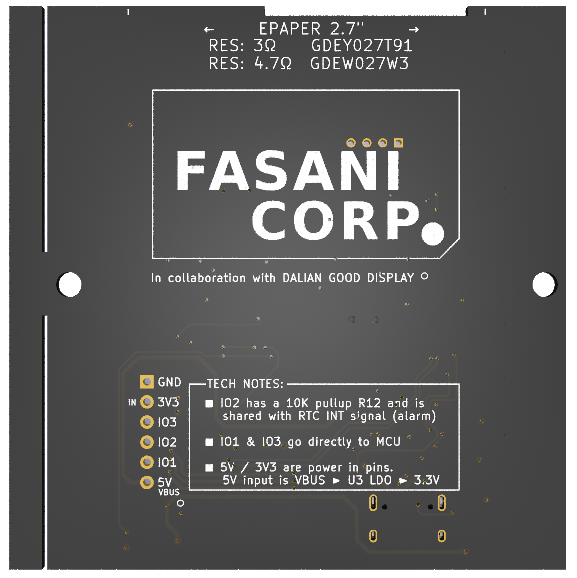 ← EPAPER 2.7" →
RES: 3Ω GDEY027T91
RES: 4.7Ω GDEW027W3
FASANI
CORP.
In collaboration with DALIAN GOOD DISPLAY
GND
IN 3V3
IO3
IO2
IO1
5V
VBUS
TECH NOTES:
■ IO2 has a 10K pullup R12 and is
shared with RTC INT signal (alarm)
■ IO1 & IO3 go directly to MCU
■ 5V / 3V3 are power in pins.
5V input is VBUS ► U3 LDO ► 3.3V